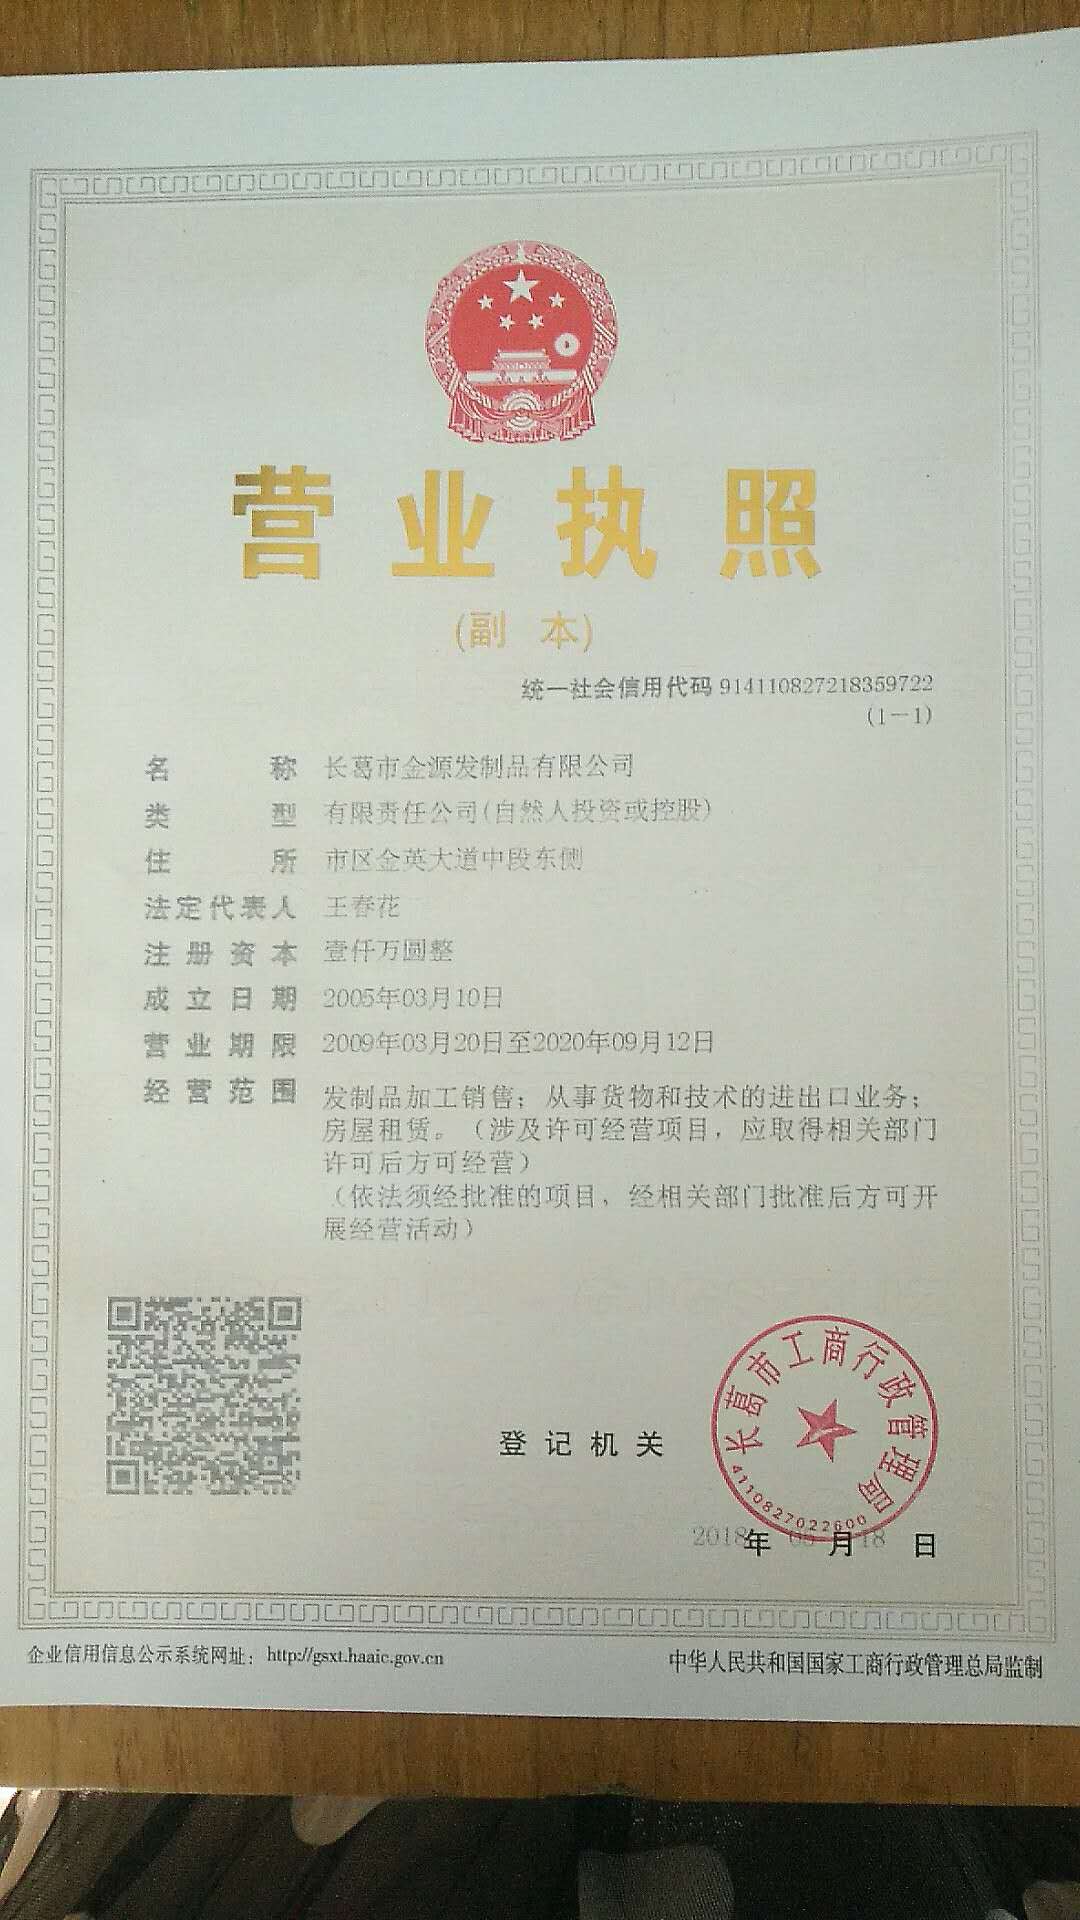 营业执照
(副 本)
统一社会信用代码 914110827218359722
(1-1)
名 称 长葛市金源发制品有限公司
类 型 有限责任公司(自然人投资或控股)
住 所 市区金英大道中段东侧
法定代表人 王春花
注册资本 壹仟万圆整
成立日期 2005年03月10日
营业期限 2009年03月20日至2020年09月12日
经营范围 发制品加工销售；从事货物和技术的进出口业务；
房屋租赁。（涉及许可经营项目，应取得相关部门
许可后方可经营）
（依法须经批准的项目，经相关部门批准后方可开
展经营活动）
登记机关
长葛市工商行政管理局
4110827022600
2018年 月18日
企业信用信息公示系统网址：http://gsxt.haaic.gov.cn
中华人民共和国国家工商行政管理总局监制